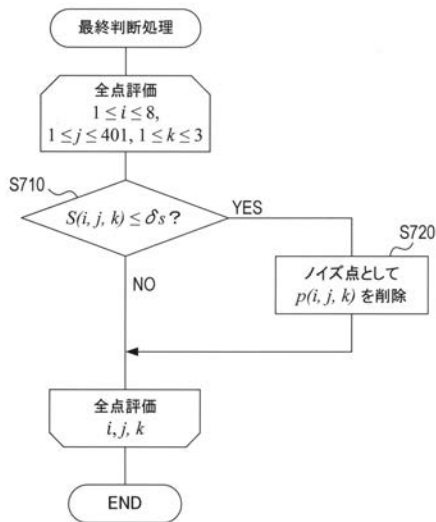 最終判断処理
全点評価
1 ≤ i ≤ 8,
1 ≤ j ≤ 401, 1 ≤ k ≤ 3
S710
S(i, j, k) ≤ δs ?
YES
S720
ノイズ点として
p(i, j, k) を削除
NO
全点評価
i, j, k
END